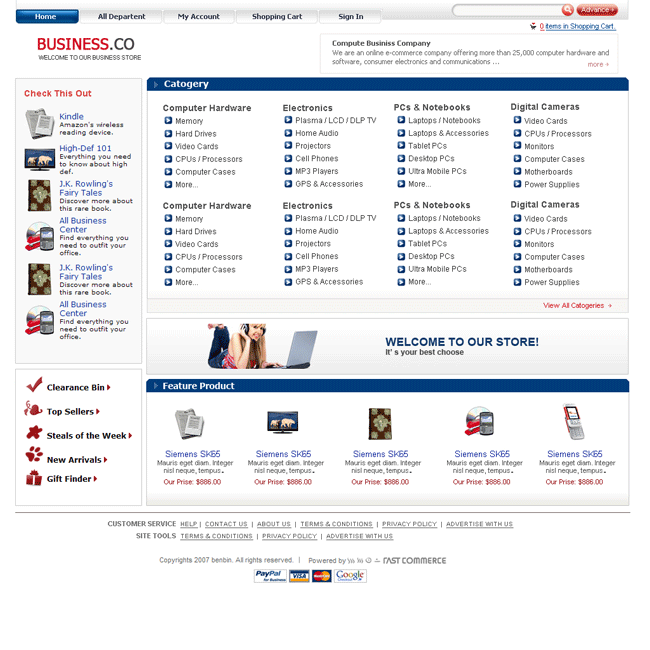 Home
All Departent
My Account
Shopping Cart
Sign In
Advance +
0 items in Shopping Cart.
BUSINESS.CO
WELCOME TO OUR BUSINESS STORE
Compute Businiss Company
We are an online e-commerce company offering more than 25,000 computer hardware and
software, consumer electronics and communications ...
more
Check This Out
Kindle
Amazon's wireless
reading device.
High-Def 101
Everything you need
to know about high
def.
J.K. Rowling's
Fairy Tales
Discover more about
this rare book.
All Business
Center
Find everything you
need to outfit your
office.
J.K. Rowling's
Fairy Tales
Discover more about
this rare book.
All Business
Center
Find everything you
need to outfit your
office.
Clearance Bin
Top Sellers
Steals of the Week
New Arrivals
Gift Finder
Catogery
Computer Hardware
Memory
Hard Drives
Video Cards
CPUs / Processors
Computer Cases
More...
Electronics
Plasma / LCD / DLP TV
Home Audio
Projectors
Cell Phones
MP3 Players
GPS & Accessories
PCs & Notebooks
Laptops / Notebooks
Laptops & Accessories
Tablet PCs
Desktop PCs
Ultra Mobile PCs
More...
Digital Cameras
Video Cards
CPUs / Processors
Monitors
Computer Cases
Motherboards
Power Supplies
Computer Hardware
Memory
Hard Drives
Video Cards
CPUs / Processors
Computer Cases
More...
Electronics
Plasma / LCD / DLP TV
Home Audio
Projectors
Cell Phones
MP3 Players
GPS & Accessories
PCs & Notebooks
Laptops / Notebooks
Laptops & Accessories
Tablet PCs
Desktop PCs
Ultra Mobile PCs
More...
Digital Cameras
Video Cards
CPUs / Processors
Monitors
Computer Cases
Motherboards
Power Supplies
View All Catogeries
WELCOME TO OUR STORE!
It' s your best choose
Feature Product
Siemens SK65
Mauris eget diam. Integer
nisl neque, tempus.
Our Price: $886.00
Siemens SK65
Mauris eget diam. Integer
nisl neque, tempus.
Our Price: $886.00
Siemens SK65
Mauris eget diam. Integer
nisl neque, tempus.
Our Price: $886.00
Siemens SK65
Mauris eget diam. Integer
nisl neque, tempus.
Our Price: $886.00
Siemens SK65
Mauris eget diam. Integer
nisl neque, tempus.
Our Price: $886.00
CUSTOMER SERVICE HELP | CONTACT US | ABOUT US | TERMS & CONDITIONS | PRIVACY POLICY | ADVERTISE WITH US
SITE TOOLS TERMS & CONDITIONS | PRIVACY POLICY | ADVERTISE WITH US
Copyrights 2007 benbin. All rights reserved. | Powered by FAST COMMERCE
PayPal for Business VISA MasterCard Google